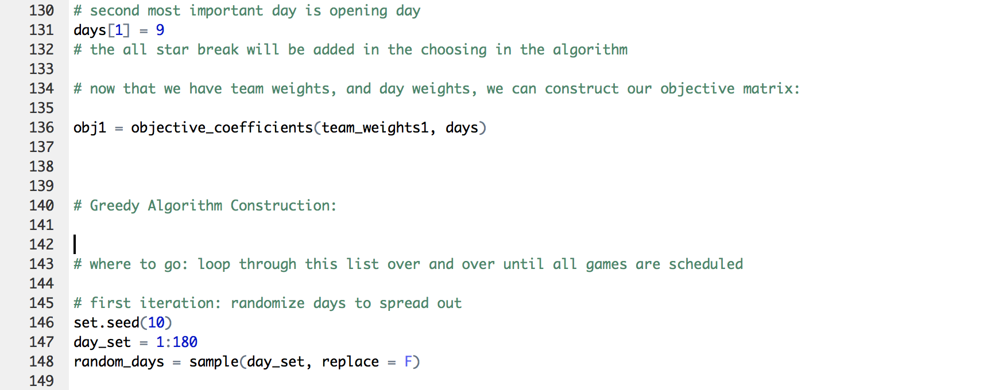 130 # second most important day is opening day
131 days[1] = 9
132 # the all star break will be added in the choosing in the algorithm
133
134 # now that we have team weights, and day weights, we can construct our objective matrix:
135
136 obj1 = objective_coefficients(team_weights1, days)
137
138
139
140 # Greedy Algorithm Construction:
141
142
143 # where to go: loop through this list over and over until all games are scheduled
144
145 # first iteration: randomize days to spread out
146 set.seed(10)
147 day_set = 1:180
148 random_days = sample(day_set, replace = F)
149